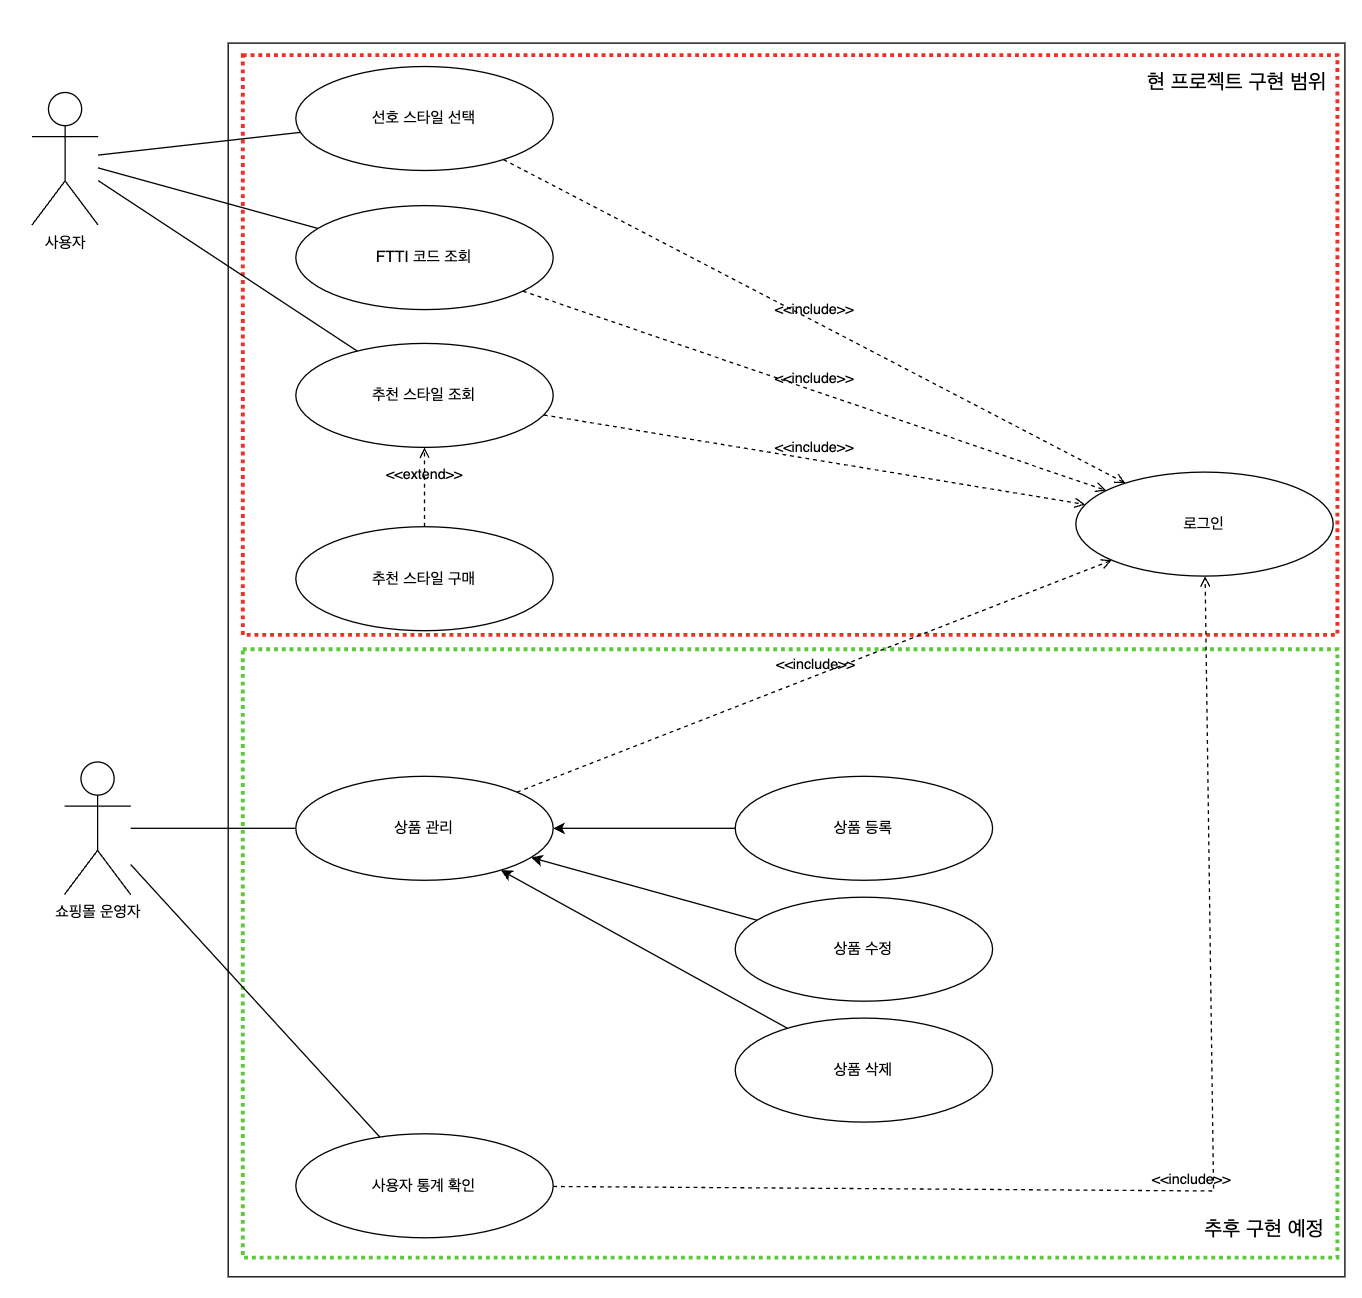 현 프로젝트 구현 범위
선호 스타일 선택
사용자
FTTI 코드 조회
<<include>>
<<include>>
추천 스타일 조회
<<include>>
<<extend>>
로그인
추천 스타일 구매
<<include>>
상품 관리
상품 등록
쇼핑몰 운영자
상품 수정
상품 삭제
사용자 통계 확인
<<include>>
추후 구현 예정